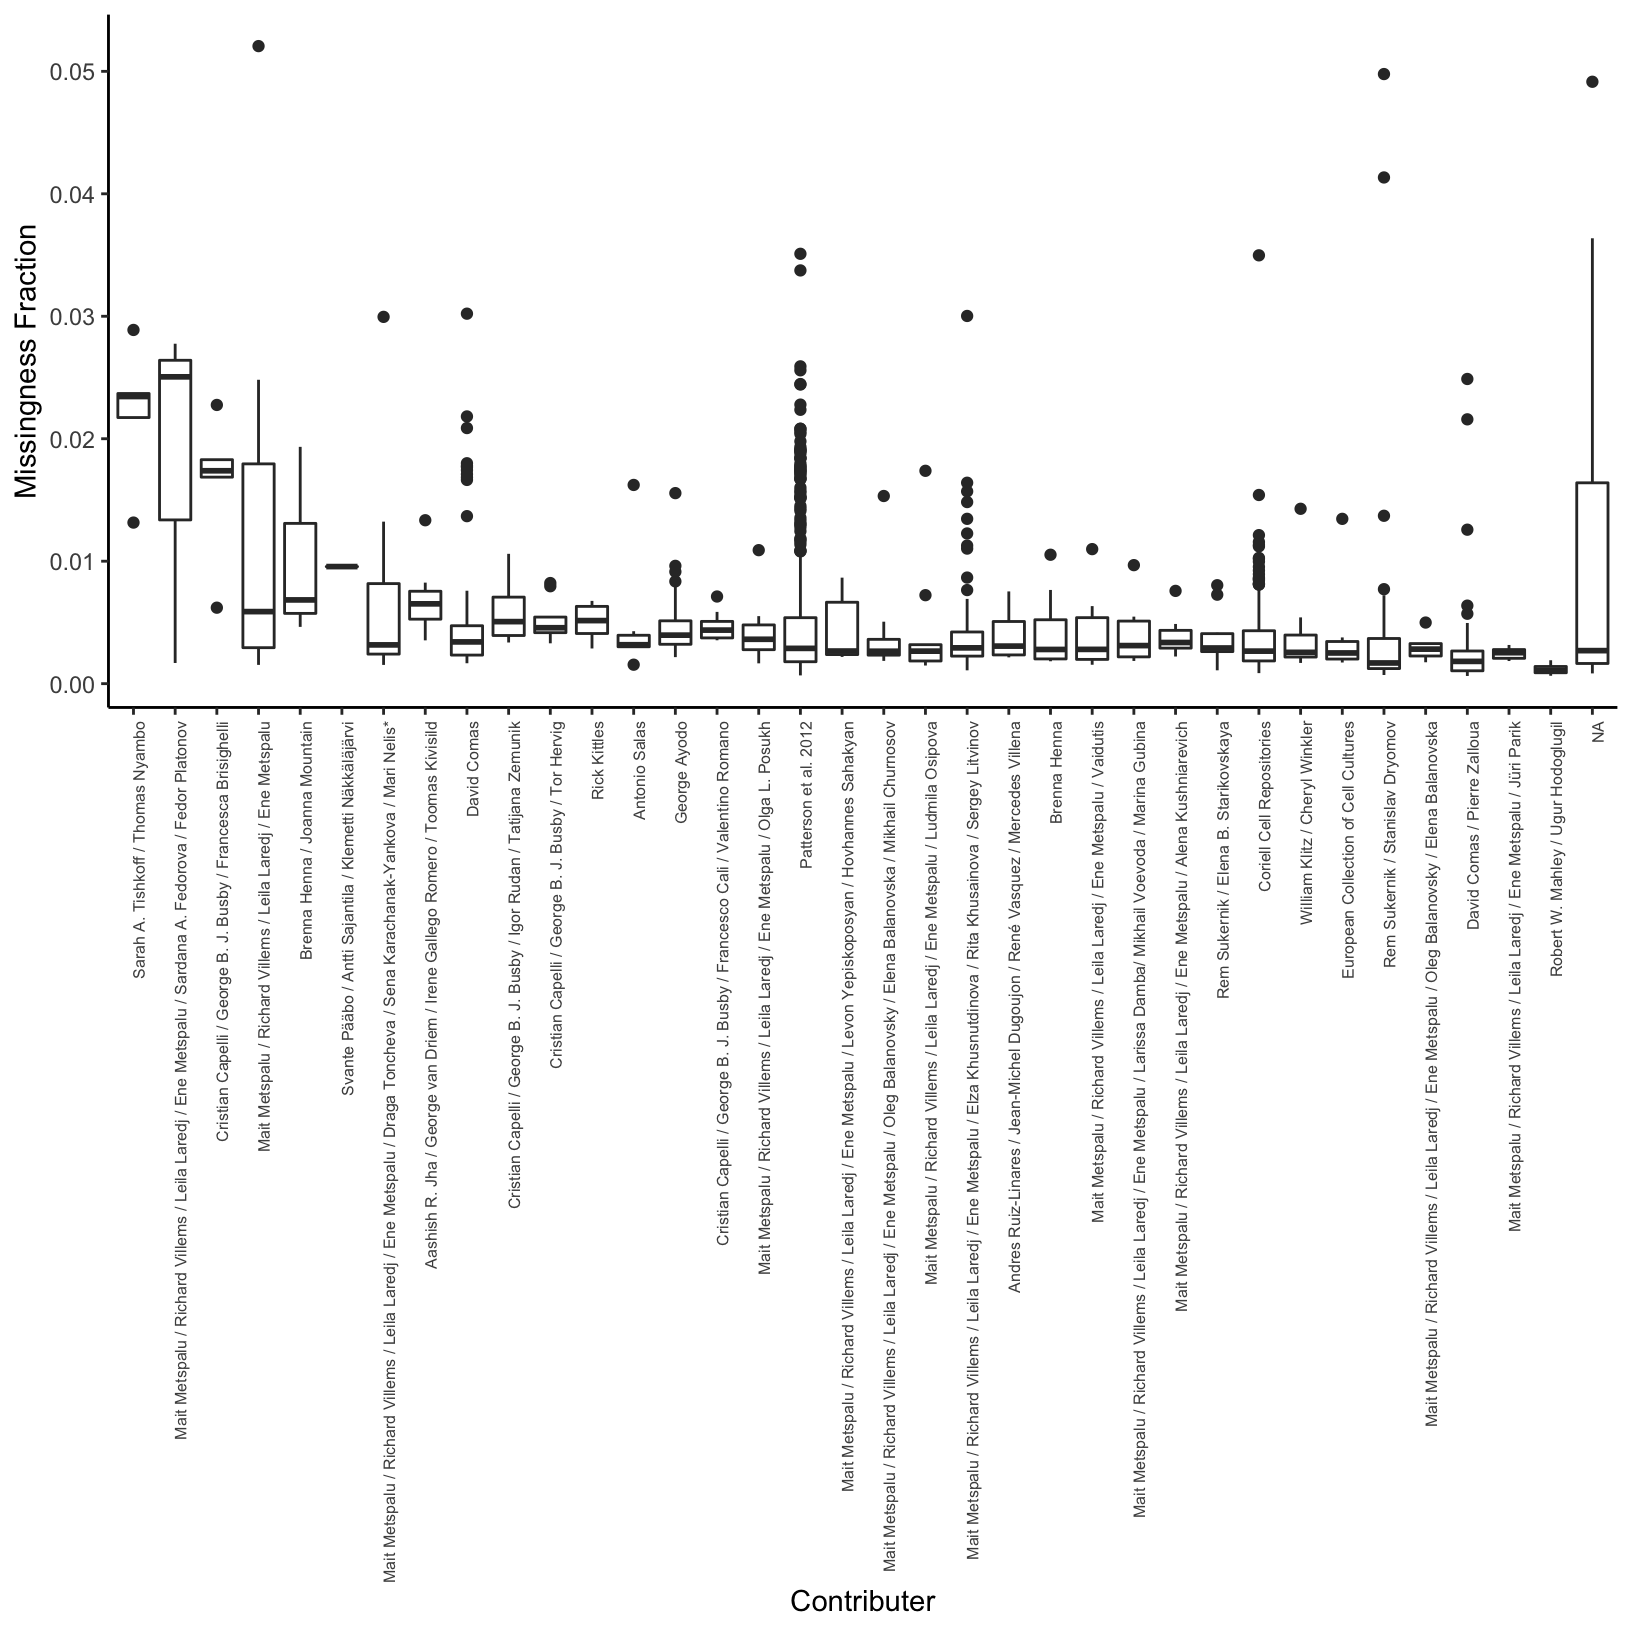 Missingness Fraction
0.05
0.04
0.03
0.02
0.01
0.00
Sarah A. Tishkoff / Thomas Nyambo
Mait Metspalu / Richard Villems / Leila Laredj / Ene Metspalu / Sardana A. Fedorova / Fedor Platonov
Cristian Capelli / George B. J. Busby / Francesca Brisighelli
Mait Metspalu / Richard Villems / Leila Laredj / Ene Metspalu
Brenna Henna / Joanna Mountain
Svante Pääbo / Antti Sajantila / Klemetti Näkkäläjärvi
Mait Metspalu / Richard Villems / Leila Laredj / Ene Metspalu / Draga Toncheva / Sena Karachanak-Yankova / Mari Nelis*
Aashish R. Jha / George van Driem / Irene Gallego Romero / Toomas Kivisild
David Comas
Cristian Capelli / George B. J. Busby / Igor Rudan / Tatijana Zemunik
Cristian Capelli / George B. J. Busby / Tor Hervig
Rick Kittles
Antonio Salas
George Ayodo
Cristian Capelli / George B. J. Busby / Francesco Cali / Valentino Romano
Mait Metspalu / Richard Villems / Leila Laredj / Ene Metspalu / Olga L. Posukh
Patterson et al. 2012
Mait Metspalu / Richard Villems / Leila Laredj / Ene Metspalu / Levon Yepiskoposyan / Hovhannes Sahakyan
Mait Metspalu / Richard Villems / Leila Laredj / Ene Metspalu / Oleg Balanovsky / Elena Balanovska / Mikhail Churnosov
Mait Metspalu / Richard Villems / Leila Laredj / Ene Metspalu / Ludmila Osipova
Mait Metspalu / Richard Villems / Leila Laredj / Ene Metspalu / Elza Khusnutdinova / Rita Khusainova / Sergey Litvinov
Andres Ruiz-Linares / Jean-Michel Dugoujon / René Vasquez / Mercedes Villena
Brenna Henna
Mait Metspalu / Richard Villems / Leila Laredj / Ene Metspalu / Vaidutis
Mait Metspalu / Richard Villems / Leila Laredj / Ene Metspalu / Larissa Damba/ Mikhail Voevoda / Marina Gubina
Mait Metspalu / Richard Villems / Leila Laredj / Ene Metspalu / Alena Kushniarevich
Rem Sukernik / Elena B. Starikovskaya
Coriell Cell Repositories
William Klitz / Cheryl Winkler
European Collection of Cell Cultures
Rem Sukernik / Stanislav Dryomov
Mait Metspalu / Richard Villems / Leila Laredj / Ene Metspalu / Oleg Balanovsky / Elena Balanovska
David Comas / Pierre Zalloua
Mait Metspalu / Richard Villems / Leila Laredj / Ene Metspalu / Jüri Parik
Robert W. Mahley / Ugur Hodoglugil
NA
Contributer